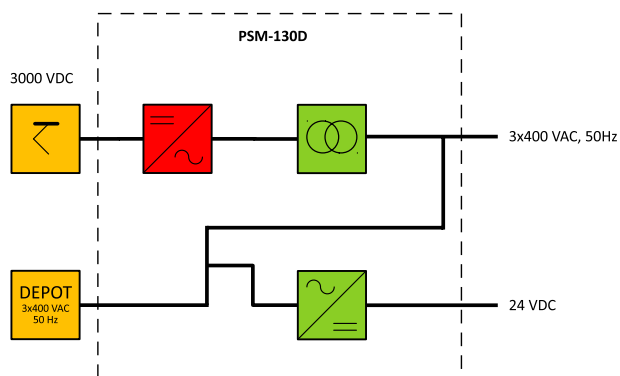 PSM-130D
3000 VDC
3x400 VAC, 50Hz
DEPOT
3x400 VAC
50 Hz
24 VDC